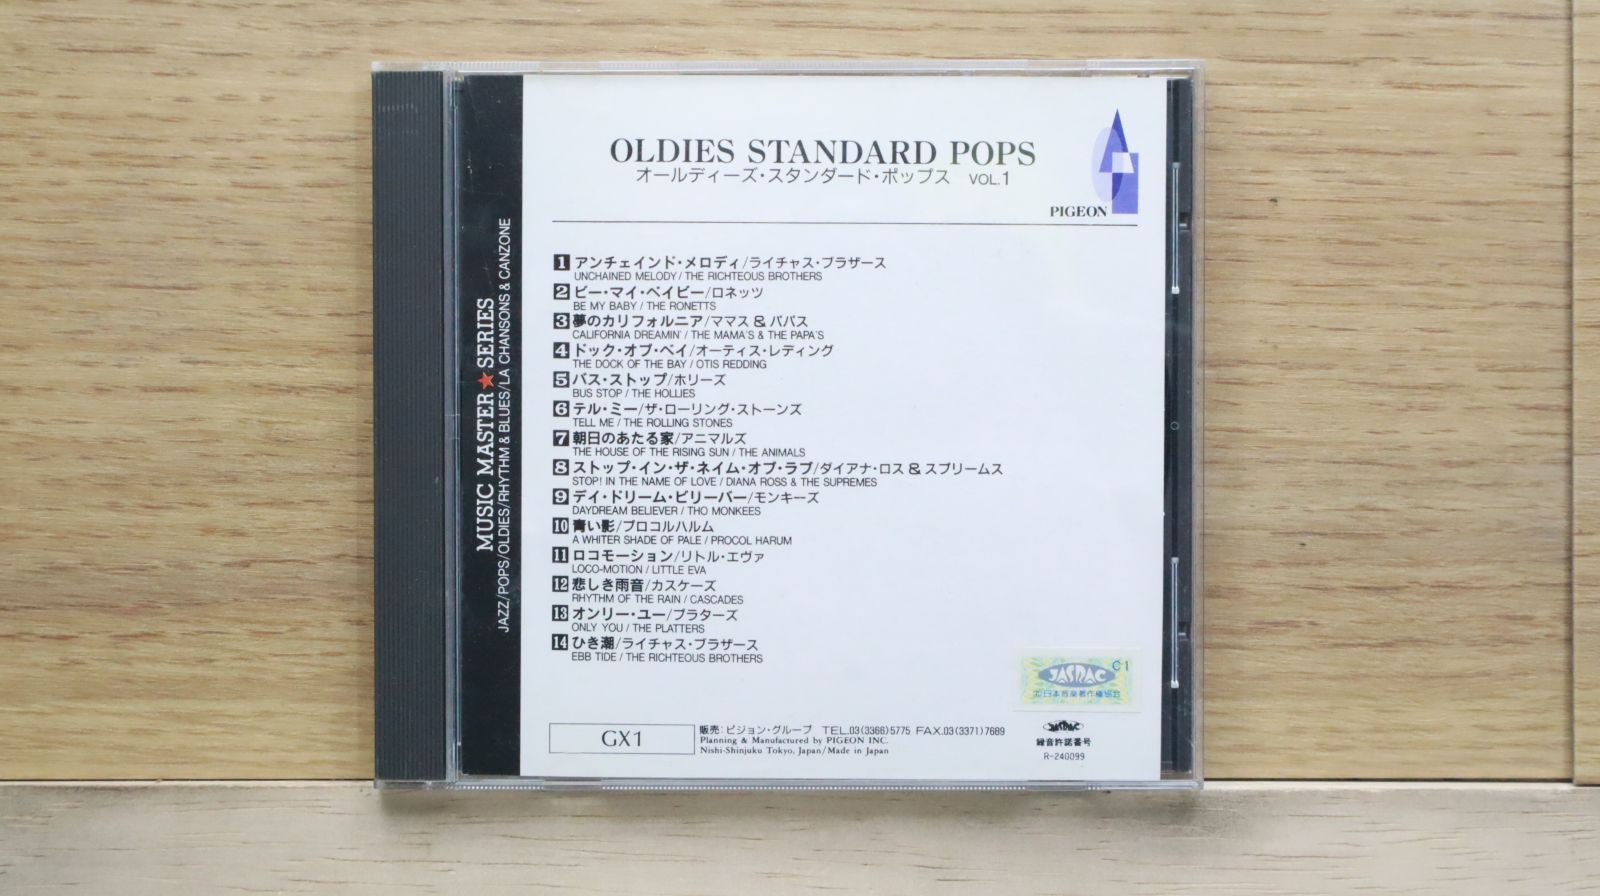 MUSIC MASTER★SERIES
JAZZ/POPS/OLDIES/RHYTHM & BLUES/LA CHANSONS & CANZONE
OLDIES STANDARD POPS
オールディーズ・スタンダード・ポップス VOL.1
PIGEON
1 アンチェインド・メロディ/ライチャス・ブラザース
UNCHAINED MELODY / THE RICHTEOUS BROTHERS
2 ビー・マイ・ベイビー/ロネッツ
BE MY BABY / THE RONETTS
3 夢のカリフォルニア/ママス & パパス
CALIFORNIA DREAMIN' / THE MAMA'S & THE PAPA'S
4 ドック・オブ・ベイ/オーティス・レディング
THE DOCK OF THE BAY / OTIS REDDING
5 バス・ストップ/ホリーズ
BUS STOP / THE HOLLIES
6 テル・ミー/ザ・ローリング・ストーンズ
TELL ME / THE ROLLING STONES
7 朝日のあたる家/アニマルズ
THE HOUSE OF THE RISING SUN / THE ANIMALS
8 ストップ・イン・ザ・ネイム・オブ・ラブ/ダイアナ・ロス & スプリームス
STOP! IN THE NAME OF LOVE / DIANA ROSS & THE SUPREMES
9 デイ・ドリーム・ビリーバー/モンキーズ
DAYDREAM BELIEVER / THO MONKEES
10 青い影/プロコルハルム
A WHITER SHADE OF PALE / PROCOL HARUM
11 ロコモーション/リトル・エヴァ
LOCO-MOTION / LITTLE EVA
12 悲しき雨音/カスケーズ
RHYTHM OF THE RAIN / CASCADES
13 オンリー・ユー/プラターズ
ONLY YOU / THE PLATTERS
14 ひき潮/ライチャス・ブラザース
EBB TIDE / THE RICHTEOUS BROTHERS
C1
JASRAC
(社)日本音楽著作権協会
GX1
販売:ピジョン・グループ TEL.03(3366)5775 FAX.03(3371)7689
Planning & Manufactured by PIGEON INC.
Nishi-Shinjuku Tokyo, Japan/Made in Japan
JASRAC
録音許諾番号
R-240099